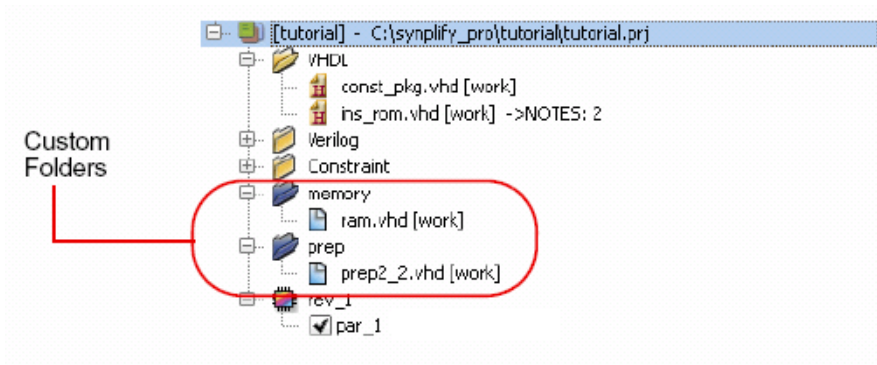 [tutorial] - C:\synplify_pro\tutorial\tutorial.prj
VHDL
const_pkg.vhd [work]
ins_rom.vhd [work] ->NOTES: 2
Verilog
Constraint
memory
ram.vhd [work]
prep
prep2_2.vhd [work]
rev_1
par_1
Custom
Folders